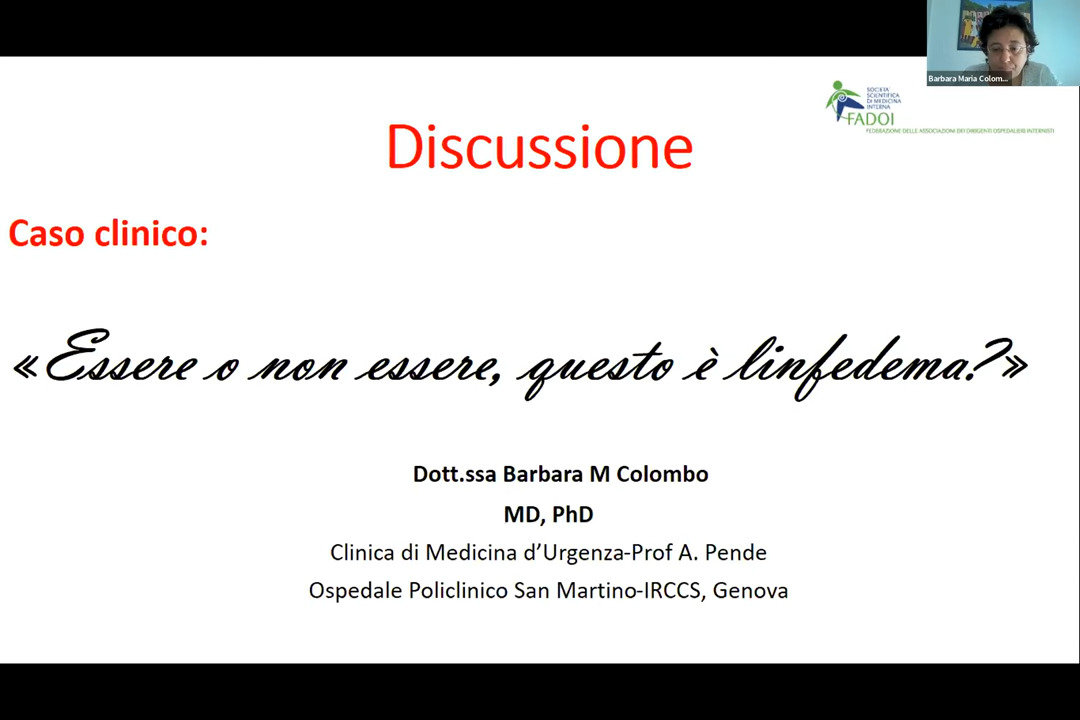 Barbara Maria Colom...
SOCIETÀ
SCIENTIFICA
DI MEDICINA
INTERNA
FADOI
FEDERAZIONE DELLE ASSOCIAZIONI DEI DIRIGENTI OSPEDALIERI INTERNISTI
Discussione
Caso clinico:
«Essere o non essere, questo è linfedema?»
Dott.ssa Barbara M Colombo
MD, PhD
Clinica di Medicina d’Urgenza-Prof A. Pende
Ospedale Policlinico San Martino-IRCCS, Genova